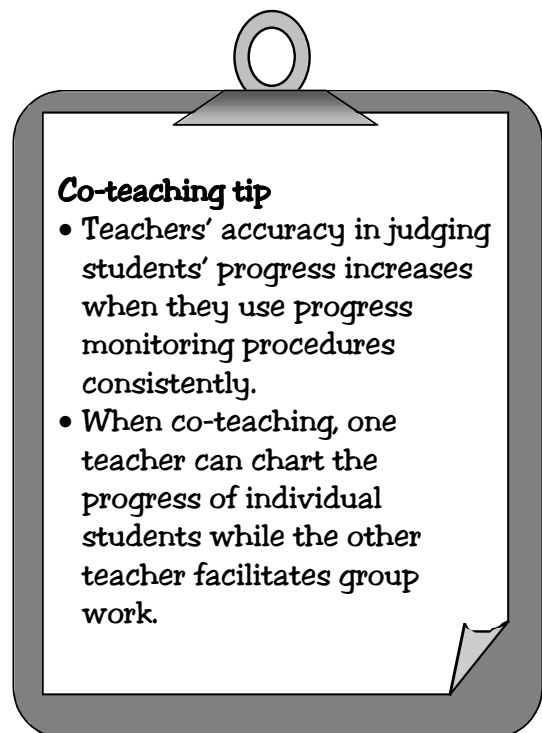 Co-teaching tip
• Teachers’ accuracy in judging
students’ progress increases
when they use progress
monitoring procedures
consistently.
• When co-teaching, one
teacher can chart the
progress of individual
students while the other
teacher facilitates group
work.